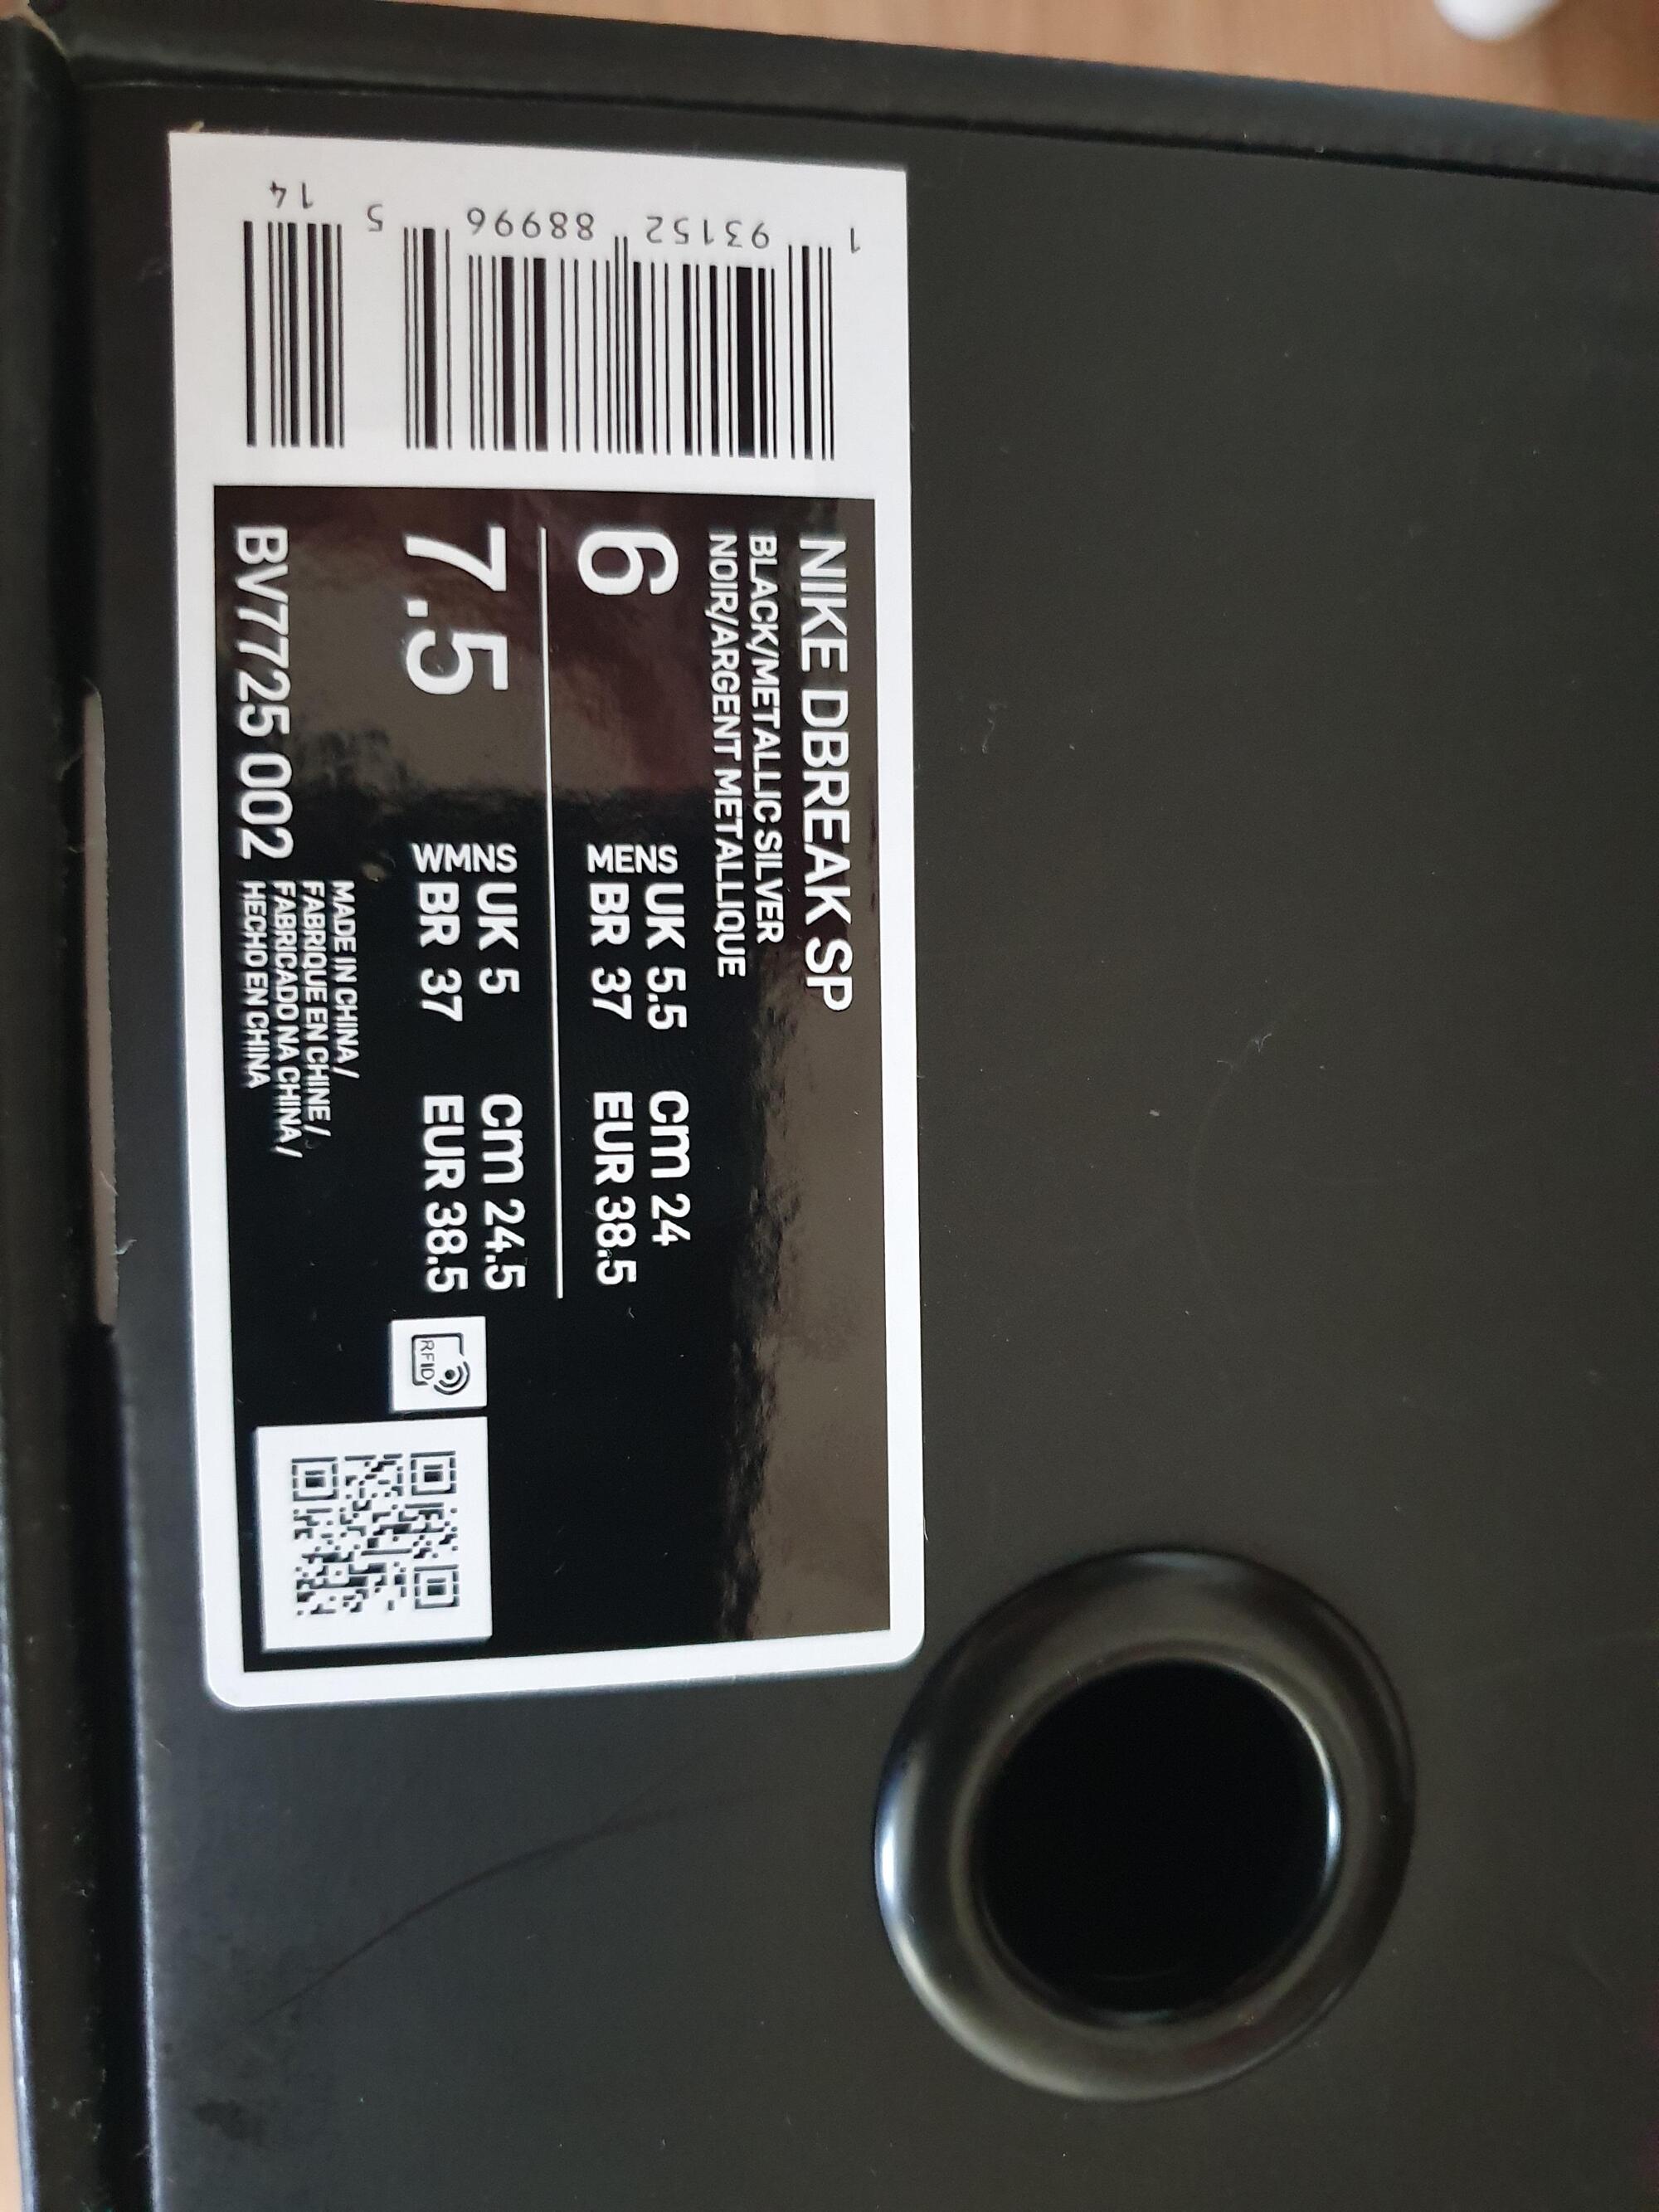 NIKE DBREAK SP
BLACK/METALLIC SILVER
NOIR/ARGENT METALLIQUE
6 MENS UK 5.5 Cm 24
BR 37 EUR 38.5
7.5 WMNS UK 5 Cm 24.5
BR 37 EUR 38.5
RFID
BV7725 002
MADE IN CHINA /
FABRIQUE EN CHINE /
FABRICADO NA CHINA /
HECHO EN CHINA
1 93152 88996 5 14